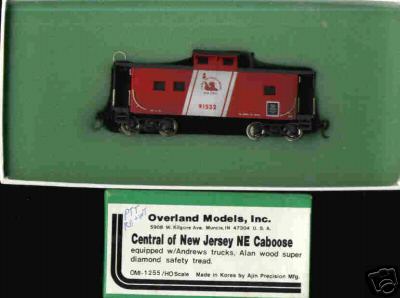 91533
Overland Models, Inc.
5908 W. Kilgore Ave. Muncie, IN 47304 U.S.A.
Central of New Jersey NE Caboose
equipped w/Andrews trucks, Alan wood super
diamond safety tread.
OMI-1255/HO Scale Made in Korea by Ajin Precision Mfg.